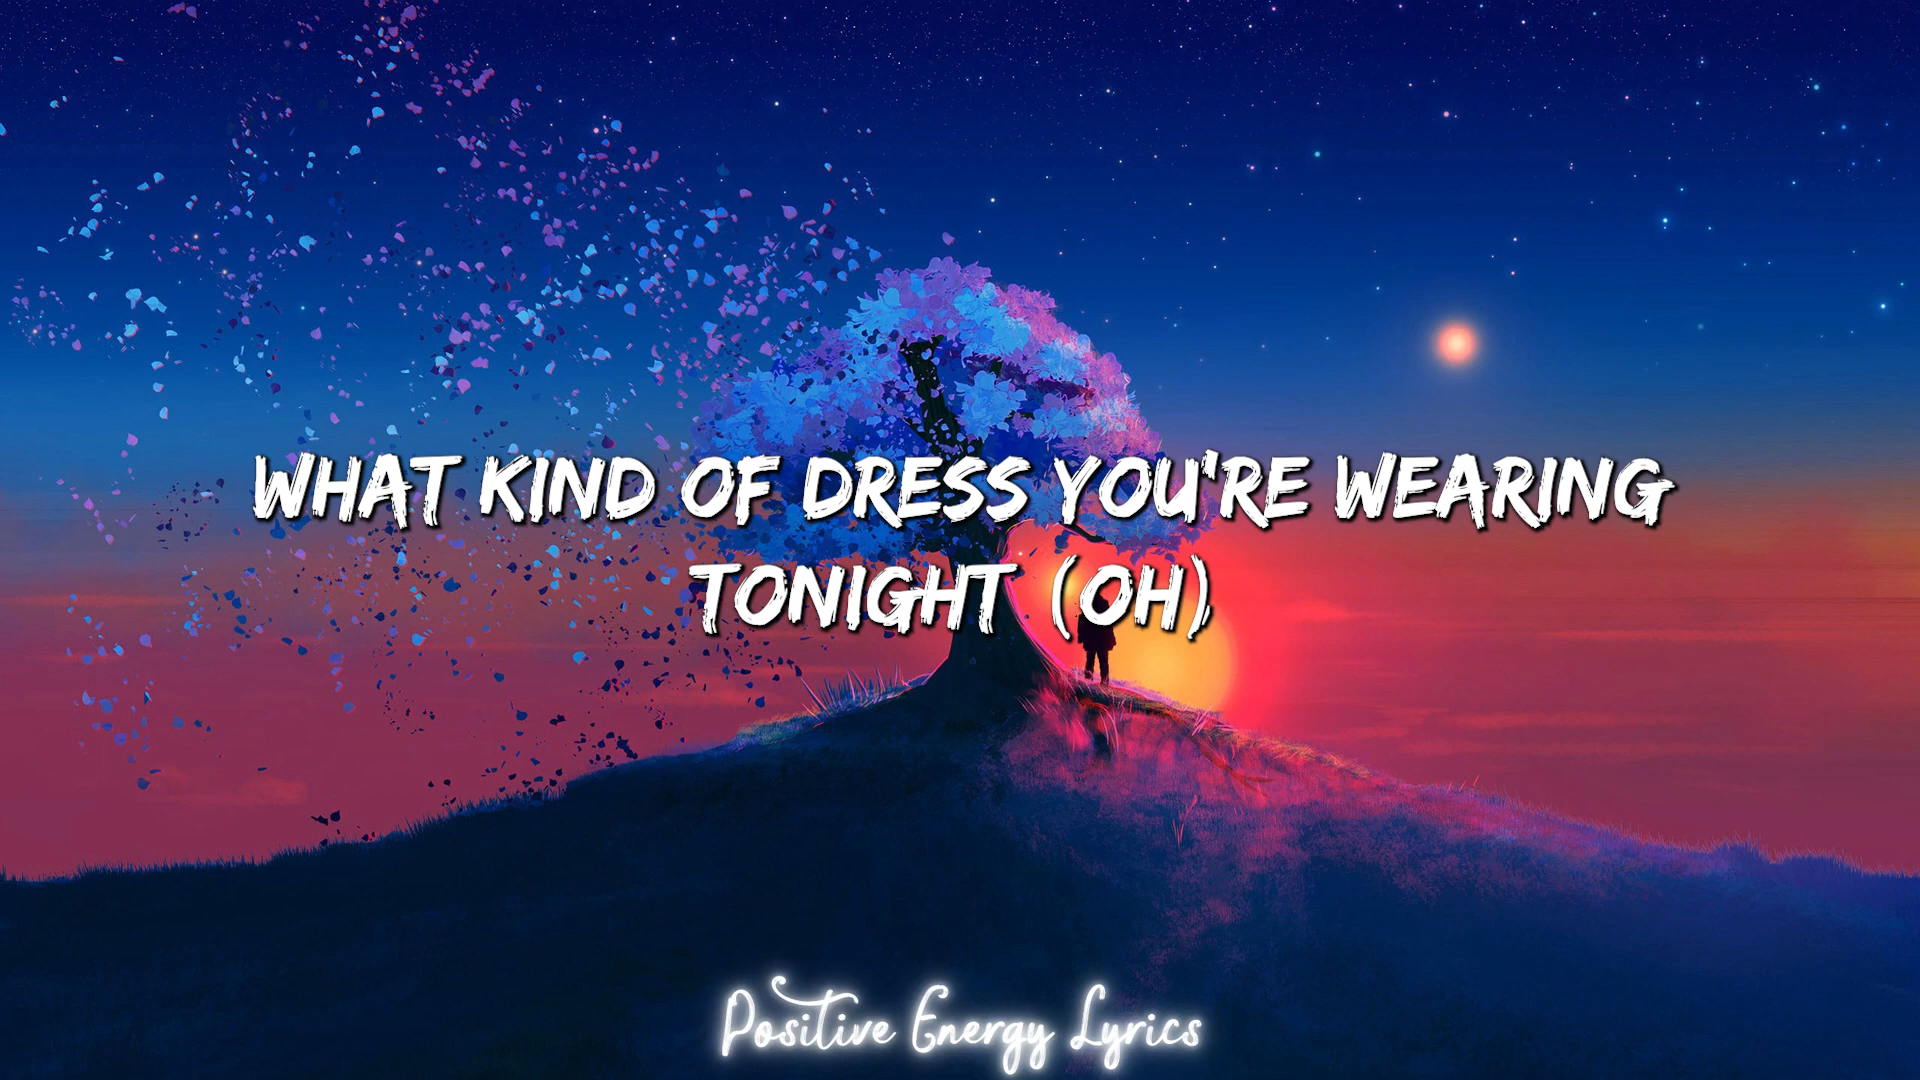 WHAT KIND OF DRESS YOU'RE WEARING
TONIGHT (OH)
Positive Energy Lyrics